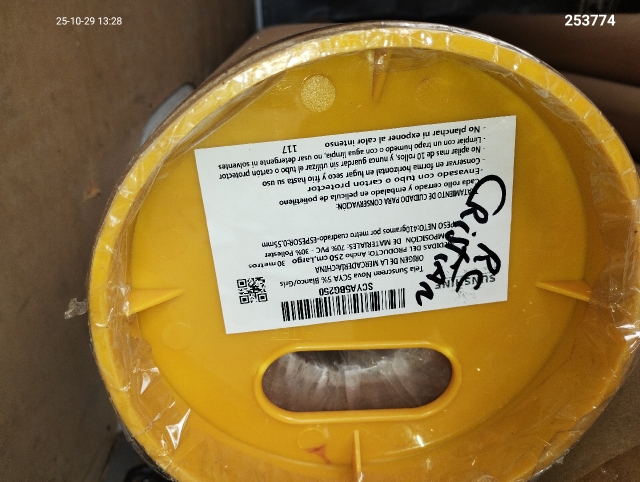 25-10-29 13:28
253774
SUNSHINE
SCYA5BG250
Tela Sunscreen Nova SCYA 5% Blanco/Gris
ORIGEN DE LA MERCADERIA:CHINA
MEDIDAS DEL PRODUCTO: Ancho 250 cm.Largo 30 metros
COMPOSICION DE MATERIALES: 70% PVC - 30% Poliester
PESO NETO:410gramos por metro cuadrado-ESPESOR:0.55mm
TRATAMIENTO DE CUIDADO PARA CONSERVACION:
- Cada rollo cerrado y embalado en película de polietileno
- Envasado con tubo o carton protector
- Conservar en forma horizontal en lugar seco y frio hasta su uso
- No apilar mas de 10 rollos, y nunca guardar sin utilizar el tubo o carton protector
- Limpiar con un trapo húmedo o con agua limpia, no usar detergente ni solventes
- No planchar ni exponer al calor intenso
117
Cristian